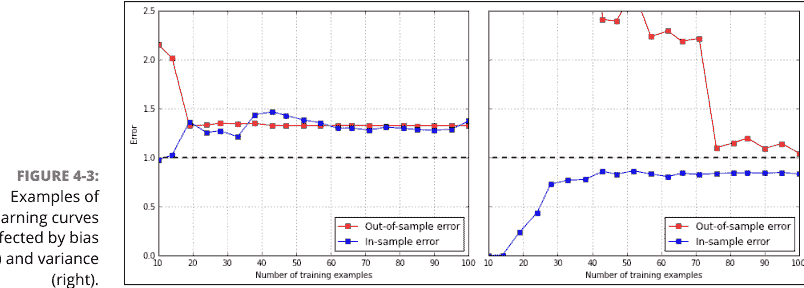 FIGURE 4-3:
Examples of
arning curves
fected by bias
) and variance
(right).
2.5
2.0
1.5
1.0
0.5
0.0
Error
10 20 30 40 50 60 70 80 90 100
Number of training examples
Out-of-sample error
In-sample error
10 20 30 40 50 60 70 80 90 100
Number of training examples
Out-of-sample error
In-sample error